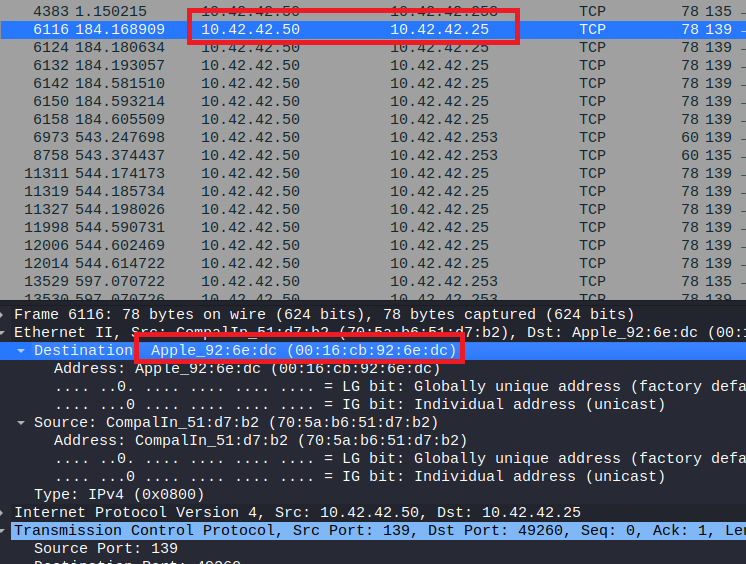 4383 1.150215 10.42.42.50 10.42.42.253 TCP 78 135
6116 184.168909 10.42.42.50 10.42.42.25 TCP 78 139
6124 184.180634 10.42.42.50 10.42.42.25 TCP 78 139
6132 184.193057 10.42.42.50 10.42.42.25 TCP 78 139
6142 184.581510 10.42.42.50 10.42.42.25 TCP 78 139
6150 184.593214 10.42.42.50 10.42.42.25 TCP 78 139
6158 184.605509 10.42.42.50 10.42.42.25 TCP 78 139
6973 543.247698 10.42.42.50 10.42.42.253 TCP 60 139
8758 543.374437 10.42.42.50 10.42.42.253 TCP 60 135
11311 544.174173 10.42.42.50 10.42.42.25 TCP 78 139
11319 544.185734 10.42.42.50 10.42.42.25 TCP 78 139
11327 544.198026 10.42.42.50 10.42.42.25 TCP 78 139
11998 544.590731 10.42.42.50 10.42.42.25 TCP 78 139
12006 544.602469 10.42.42.50 10.42.42.25 TCP 78 139
12014 544.614722 10.42.42.50 10.42.42.25 TCP 78 139
13529 597.070722 10.42.42.50 10.42.42.253 TCP 78 139
13530 597.070726 10.42.42.50 10.42.42.253 TCP 78 139
Frame 6116: 78 bytes on wire (624 bits), 78 bytes captured (624 bits)
Ethernet II, Src: CompalIn_51:d7:b2 (70:5a:b6:51:d7:b2), Dst: Apple_92:6e:dc (00:1
Destination: Apple_92:6e:dc (00:16:cb:92:6e:dc)
Address: Apple_92:6e:dc (00:16:cb:92:6e:dc)
.... ..0. .... .... .... .... = LG bit: Globally unique address (factory defa
.... ...0 .... .... .... .... = IG bit: Individual address (unicast)
Source: CompalIn_51:d7:b2 (70:5a:b6:51:d7:b2)
Address: CompalIn_51:d7:b2 (70:5a:b6:51:d7:b2)
.... ..0. .... .... .... .... = LG bit: Globally unique address (factory defa
.... ...0 .... .... .... .... = IG bit: Individual address (unicast)
Type: IPv4 (0x0800)
Internet Protocol Version 4, Src: 10.42.42.50, Dst: 10.42.42.25
Transmission Control Protocol, Src Port: 139, Dst Port: 49260, Seq: 0, Ack: 1, Len
Source Port: 139
Destination Port: 49260